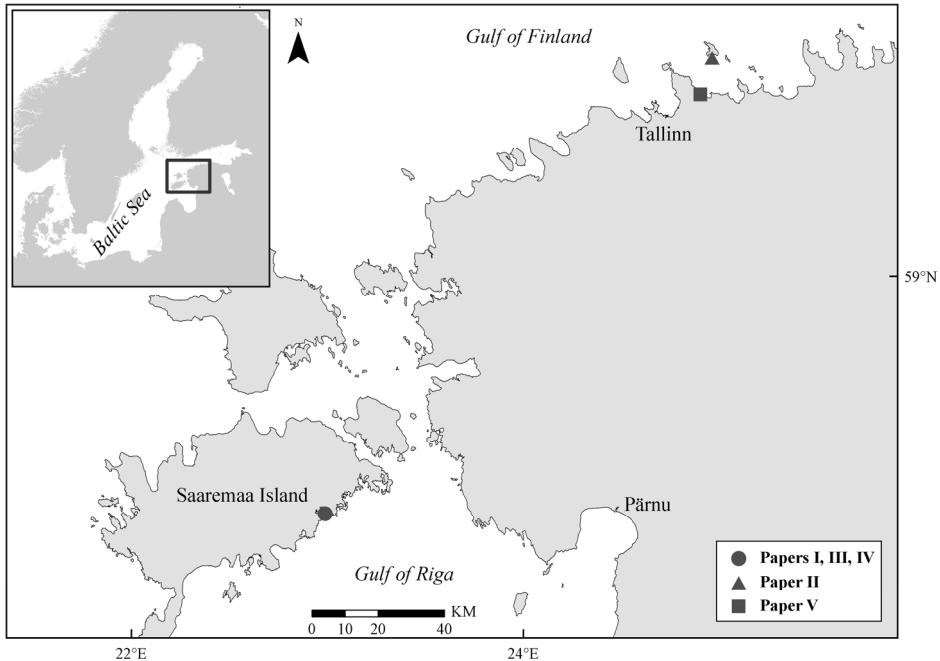 N
Gulf of Finland
Tallinn
Baltic Sea
59°N
Saaremaa Island
Pärnu
Gulf of Riga
Papers I, III, IV
Paper II
Paper V
KM
0 10 20 40
22°E
24°E